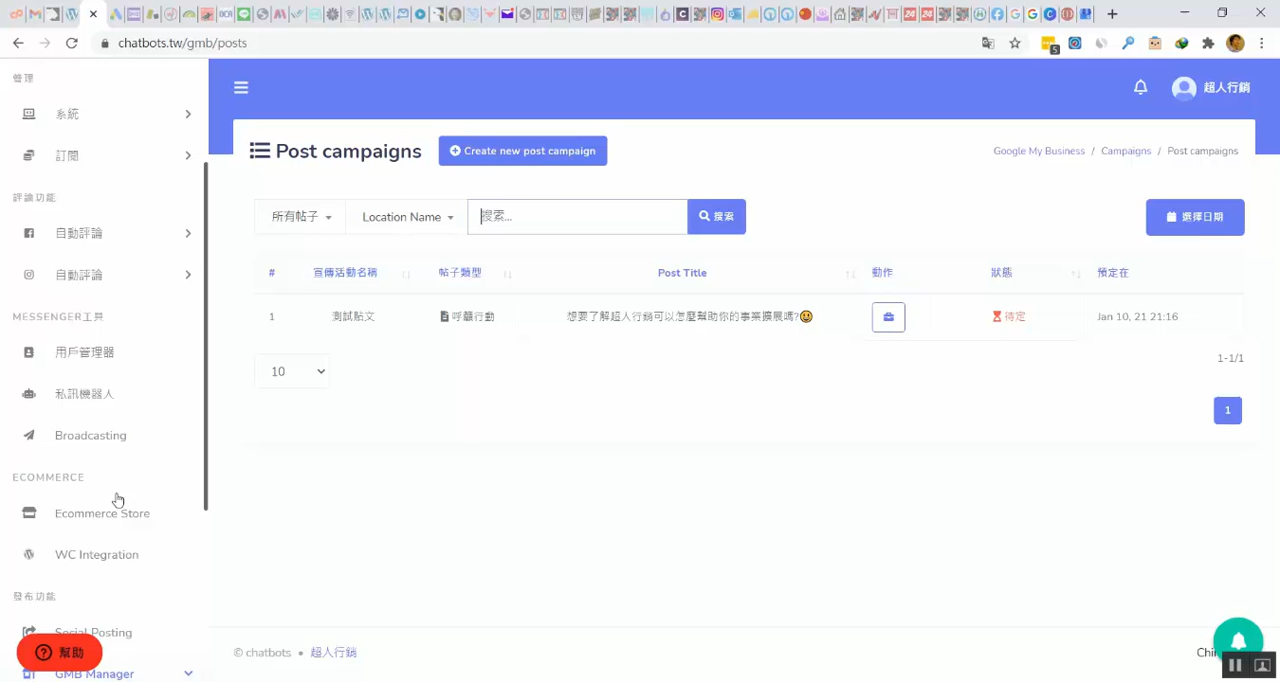 chatbots.tw/gmb/posts
5
管理
系統
訂閱
評論功能
自動評論
自動評論
MESSENGER工具
用戶管理器
私訊機器人
Broadcasting
ECOMMERCE
Ecommerce Store
WC Integration
發布功能
Social Posting
GMB Manager
幫助
超人行銷
Post campaigns
Create new post campaign
Google My Business / Campaigns / Post campaigns
所有帖子
Location Name
搜索...
搜索
選擇日期
# 宣傳活動名稱 帖子類型 Post Title 動作 狀態 預定在
1 測試點文 呼籲行動 想要了解超人行銷可以怎麼幫助你的事業擴展嗎?😃 待定 Jan 10, 21 21:16
10
1-1/1
1
© chatbots • 超人行銷